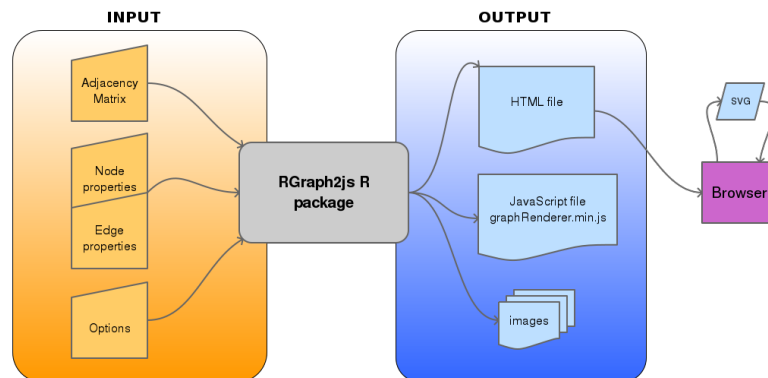 INPUT
OUTPUT
Adjacency
Matrix
Node
properties
Edge
properties
Options
RGraph2js R
package
HTML file
JavaScript file
graphRenderer.min.js
images
SVG
Browser